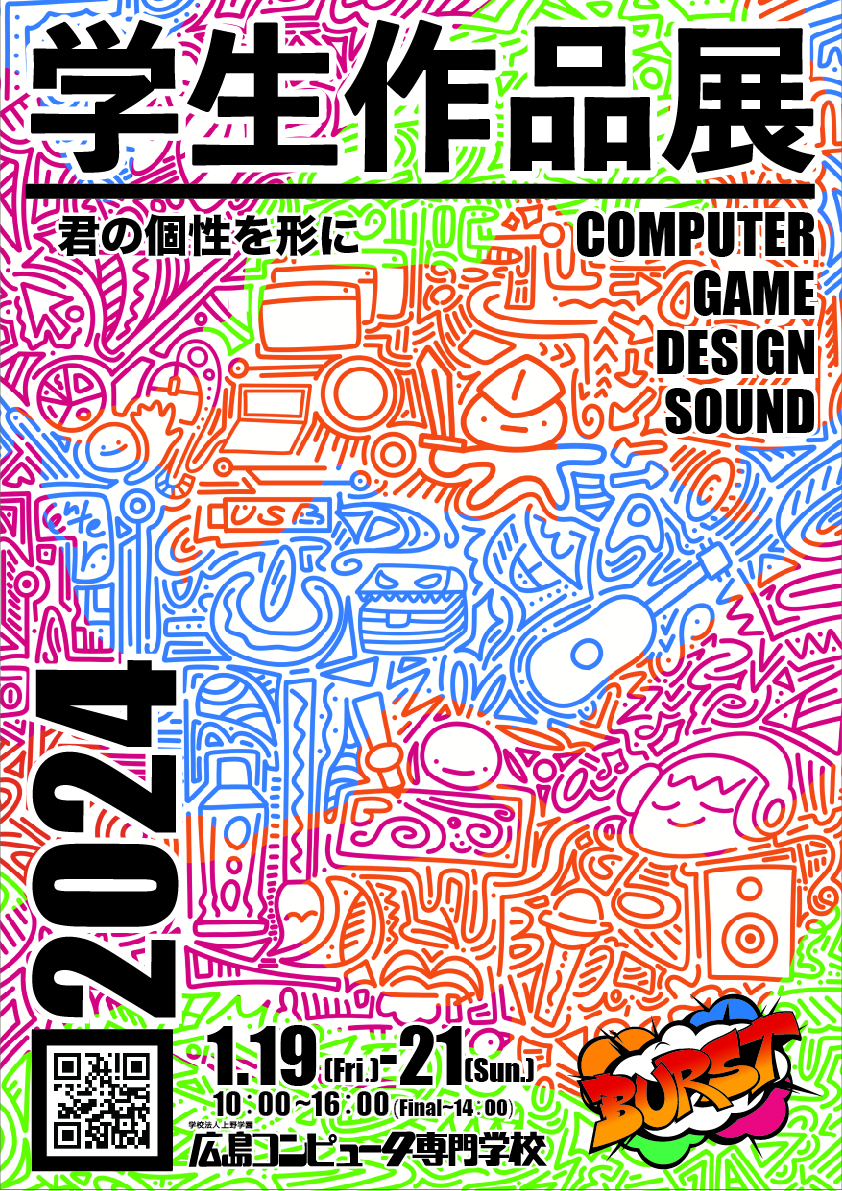 学生作品展
君の個性を形に
COMPUTER
GAME
DESIGN
SOUND
Enter
USB
2024
1.19(Fri.)-21(Sun.)
10:00~16:00(Final~14:00)
学校法人上野学園
広島コンピュータ専門学校
BURST